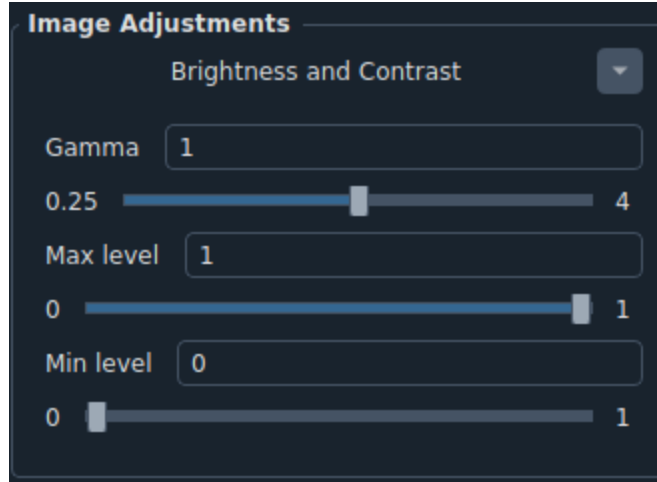 Image Adjustments
Brightness and Contrast
Gamma 1
0.25 4
Max level 1
0 1
Min level 0
0 1